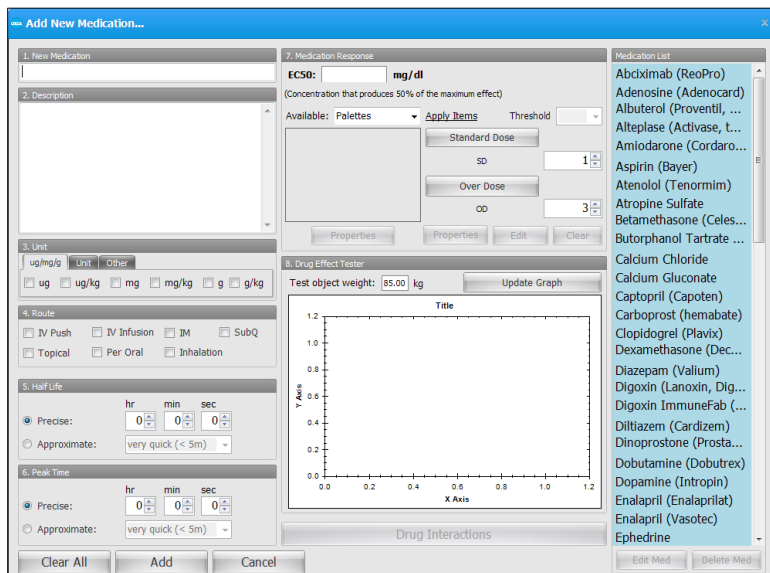 Add New Medication...
x
1. New Medication
2. Description
3. Unit
ug/mg/g Unit Other
ug ug/kg mg mg/kg g g/kg
4. Route
IV Push IV Infusion IM SubQ
Topical Per Oral Inhalation
5. Half Life
hr min sec
Precise: 0 0 0
Approximate: very quick (< 5m)
6. Peak Time
hr min sec
Precise: 0 0 0
Approximate: very quick (< 5m)
Clear All Add Cancel
7. Medication Response
EC50: mg/dl
(Concentration that produces 50% of the maximum effect)
Available: Palettes Apply Items Threshold
Standard Dose
SD 1
Over Dose
OD 3
Properties Properties Edit Clear
8. Drug Effect Tester
Test object weight: 85.00 kg Update Graph
Title
1.2
1.0
0.8
0.6
0.4
0.2
0.0
Y Axis
0.0 0.2 0.4 0.6 0.8 1.0 1.2
X Axis
Drug Interactions
Medication List
Abciximab (ReoPro)
Adenosine (Adenocard)
Albuterol (Proventil, ...
Alteplase (Activase, t...
Amiodarone (Cordaro...
Aspirin (Bayer)
Atenolol (Tenormim)
Atropine Sulfate
Betamethasone (Celes...
Butorphanol Tartrate ...
Calcium Chloride
Calcium Gluconate
Captopril (Capoten)
Carboprost (hemabate)
Clopidogrel (Plavix)
Dexamethasone (Dec...
Diazepam (Valium)
Digoxin (Lanoxin, Dig...
Digoxin ImmuneFab (...
Diltiazem (Cardizem)
Dinoprostone (Prosta...
Dobutamine (Dobutrex)
Dopamine (Intropin)
Enalapril (Enalaprilat)
Enalapril (Vasotec)
Ephedrine
Edit Med Delete Med